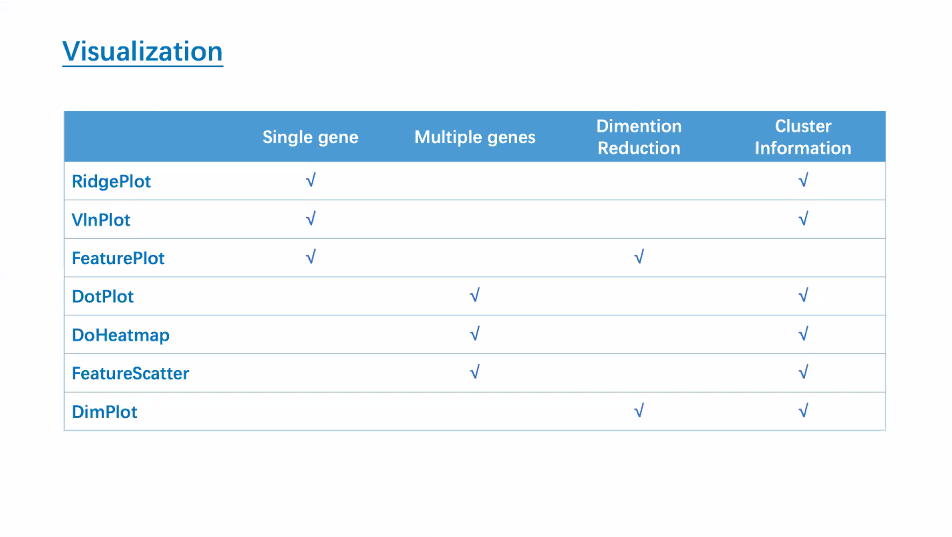 Visualization
Single gene Multiple genes Dimention Reduction Cluster Information
RidgePlot √ √
VlnPlot √ √
FeaturePlot √ √
DotPlot √ √
DoHeatmap √ √
FeatureScatter √ √
DimPlot √ √